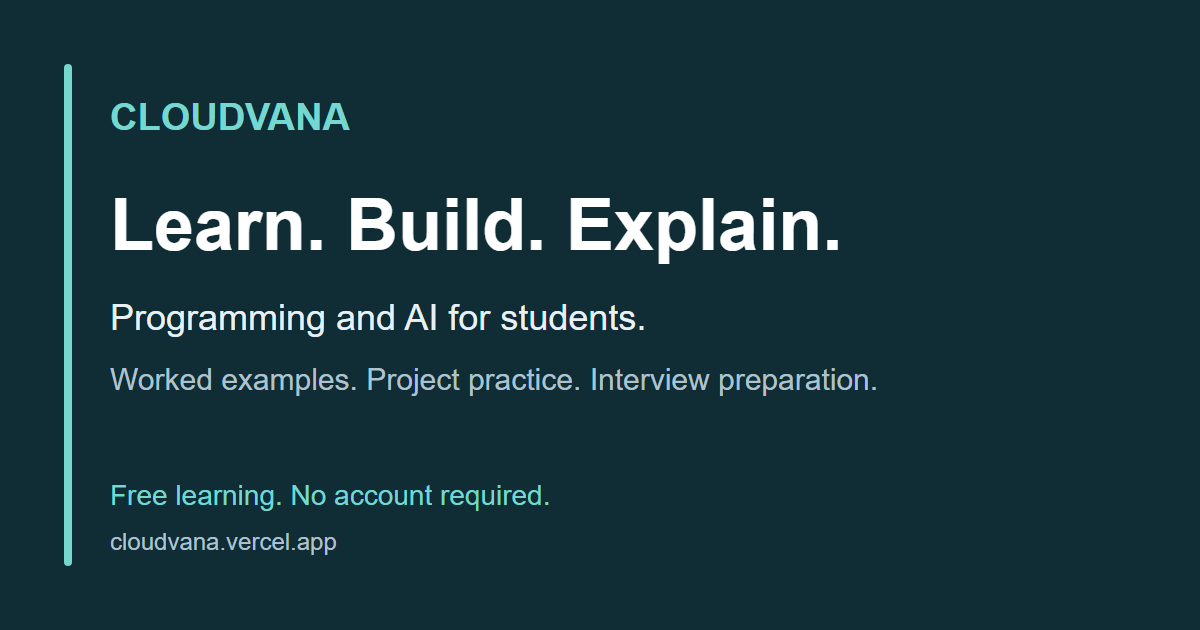 CLOUDVANA
Learn. Build. Explain.
Programming and AI for students.
Worked examples. Project practice. Interview preparation.
Free learning. No account required.
cloudvana.vercel.app